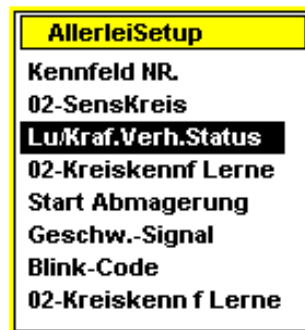 AllerleiSetup
Kennfeld NR.
02-SensKreis
Lu/Kraf.Verh.Status
02-Kreiskennf Lerne
Start Abmagerung
Geschw.-Signal
Blink-Code
02-Kreiskenn f Lerne